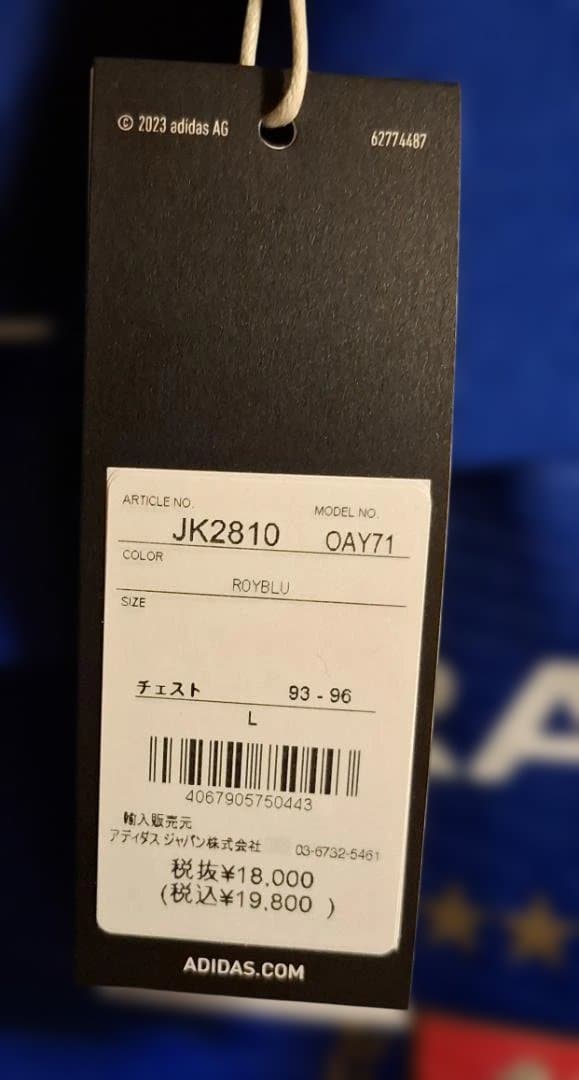 © 2023 adidas AG 62774487
ARTICLE NO. MODEL NO.
JK2810 OAY71
COLOR
ROYBLU
SIZE
チェスト 93 - 96
L
4067905750443
輸入販売元
アディダス ジャパン株式会社 03-6732-5461
税抜¥18,000
(税込¥19,800 )
ADIDAS.COM
RA